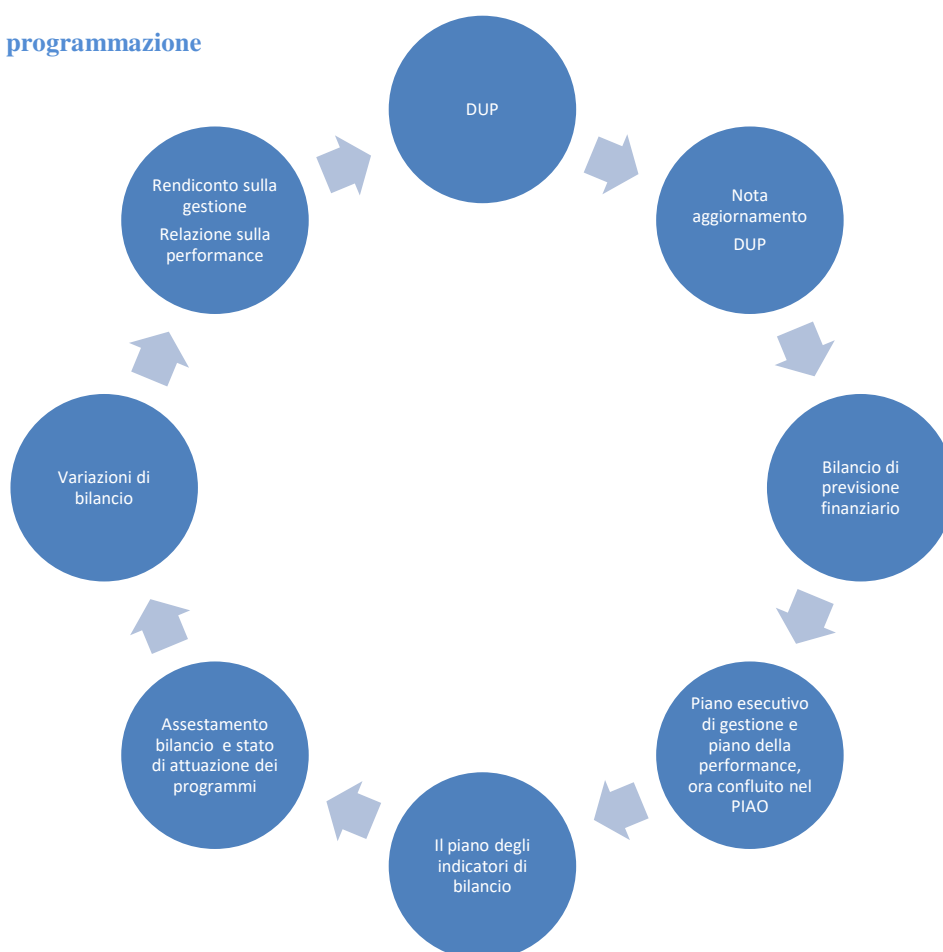 programmazione
DUP
Nota
aggiornamento
DUP
Bilancio di
previsione
finanziario
Piano esecutivo
di gestione e
piano della
performance,
ora confluito nel
PIAO
Il piano degli
indicatori di
bilancio
Assestamento
bilancio e stato
di attuazione dei
programmi
Variazioni di
bilancio
Rendiconto sulla
gestione
Relazione sulla
performance